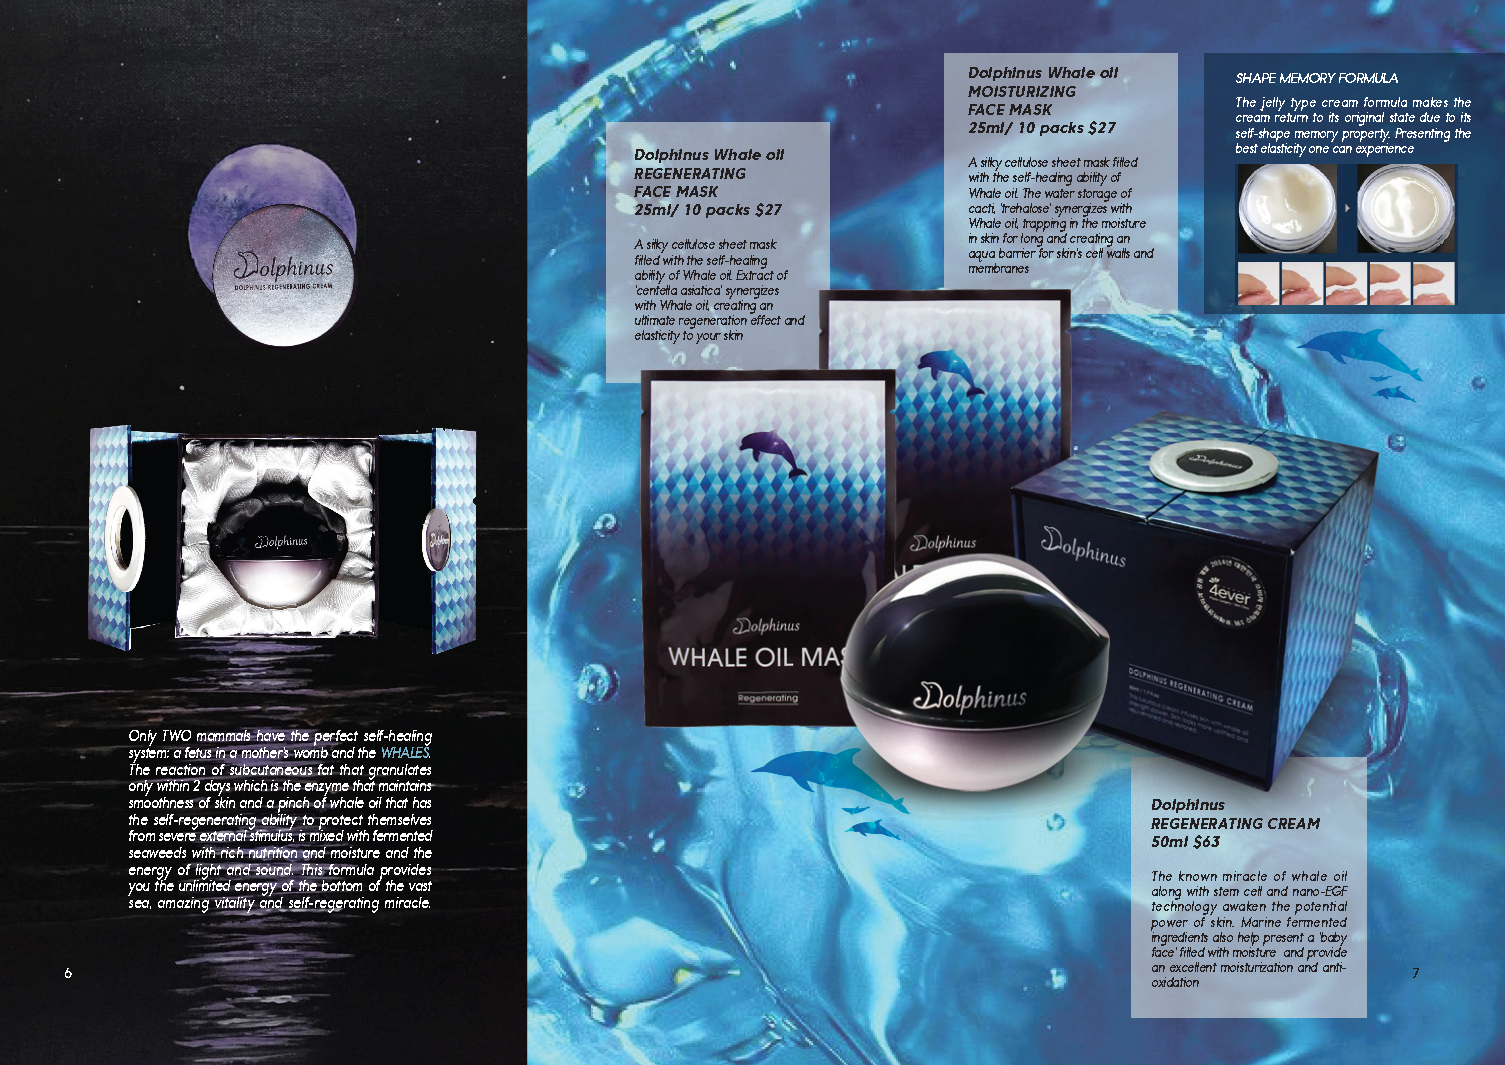 Dolphinus
DOLPHINUS REGENERATING CREAM
Dolphinus
Dolphinus
Only TWO mammals have the perfect self-healing
system: a fetus in a mother's womb and the WHALES.
The reaction of subcutaneous fat that granulates
only within 2 days which is the enzyme that maintains
smoothness of skin and a pinch of whale oil that has
the self-regenerating ability to protect themselves
from severe external stimulus, is mixed with fermented
seaweeds with rich nutrition and moisture and the
energy of light and sound. This formula provides
you the unlimited energy of the bottom of the vast
sea, amazing vitality and self-regerating miracle.
6
Dolphinus Whale oil
REGENERATING
FACE MASK
25ml/ 10 packs $27
A silky cellulose sheet mask
filled with the self-healing
ability of Whale oil. Extract of
'centella asiatica' synergizes
with Whale oil, creating an
ultimate regeneration effect and
elasticity to your skin
Dolphinus Whale oil
MOISTURIZING
FACE MASK
25ml/ 10 packs $27
A silky cellulose sheet mask filled
with the self-healing ability of
Whale oil. The water storage of
cacti, 'trehalose' synergizes with
Whale oil, trapping in the moisture
in skin for long and creating an
aqua barrier for skin's cell walls and
membranes
SHAPE MEMORY FORMULA
The jelly type cream formula makes the
cream return to its original state due to its
self-shape memory property. Presenting the
best elasticity one can experience
Dolphinus
WHALE OIL MAS
Regenerating
Dolphinus
Dolphinus
Dolphinus
Dolphinus
4ever
DOLPHINUS REGENERATING CREAM
Dolphinus
REGENERATING CREAM
50ml $63
The known miracle of whale oil
along with stem cell and nano-EGF
technology awaken the potential
power of skin. Marine fermented
ingredients also help present a 'baby
face' filled with moisture  and provide
an excellent moisturization and anti-
oxidation
7